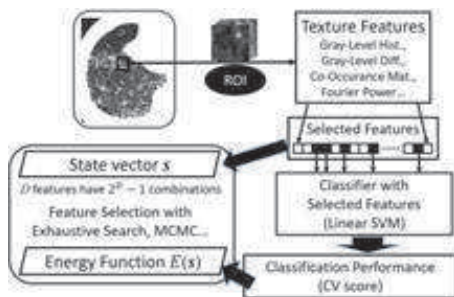 ROI
Texture Features
Gray-Level Hist.,
Gray-Level Diff.,
Co-Occurance Mat.,
Fourier Power...
Selected Features
State vector s
D features have 2^D − 1 combinations
Feature Selection with
Exhaustive Search, MCMC...
Energy Function E(s)
Classifier with
Selected Features
(Linear SVM)
Classification Performance
(CV score)